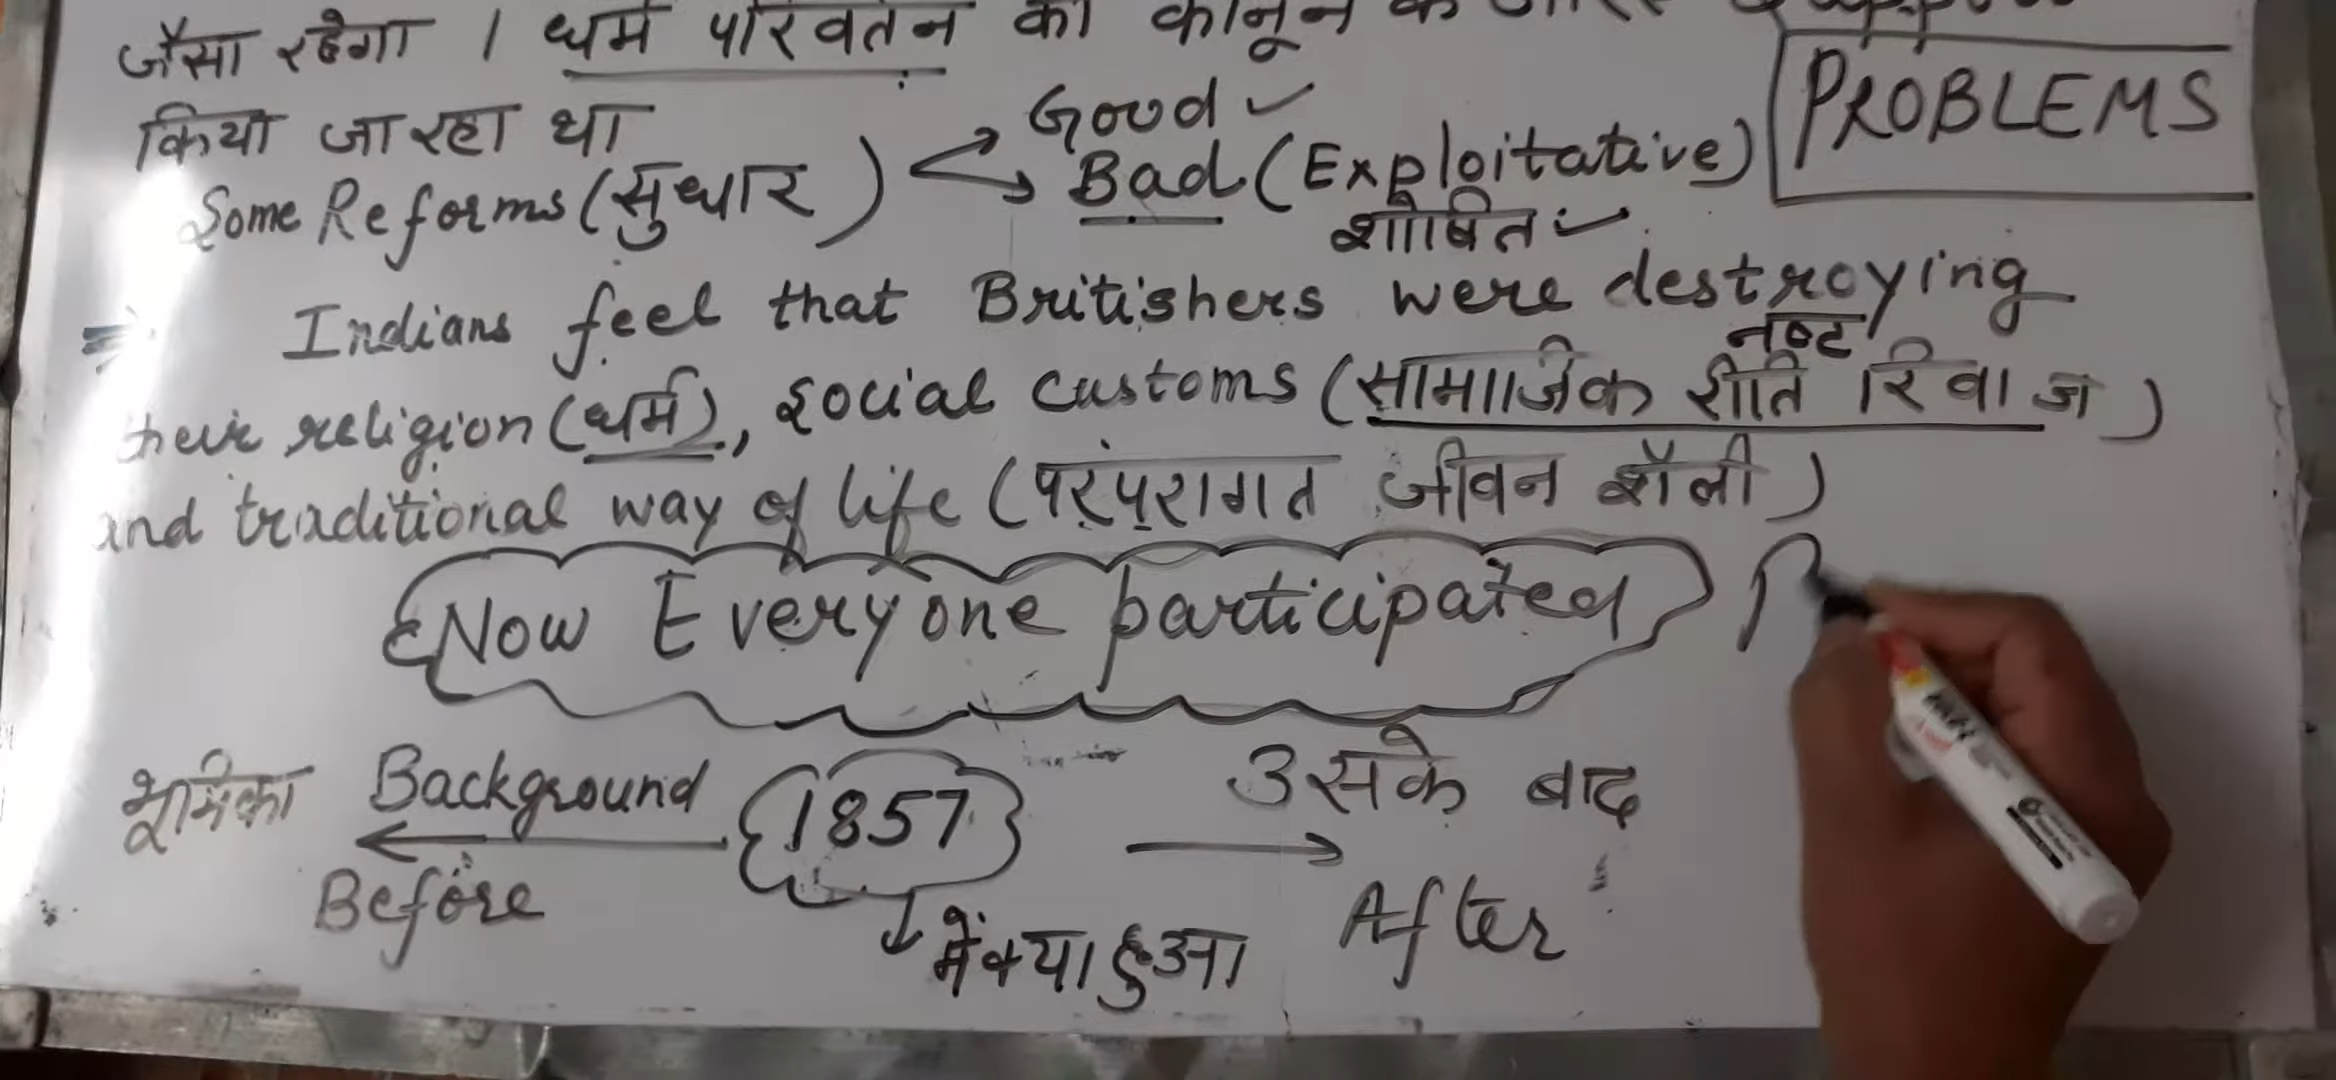 जैसा रहेगा । धर्म परिवर्तन को कानून के
किया जा रहा था
PROBLEMS
Good ✓
Some Reforms (सुधार)
Bad (Exploitative)
शोषित ✓
⇒ Indians feel that Britishers were destroying
नष्ट
their religion (धर्म), social customs (सामाजिक रीति रिवाज)
and traditional way of life (परंपरागत जीवन शैली)
Now Everyone participated
भूमिका Background 1857 → उसके बाद
←
Before After
↓ में क्या हुआ